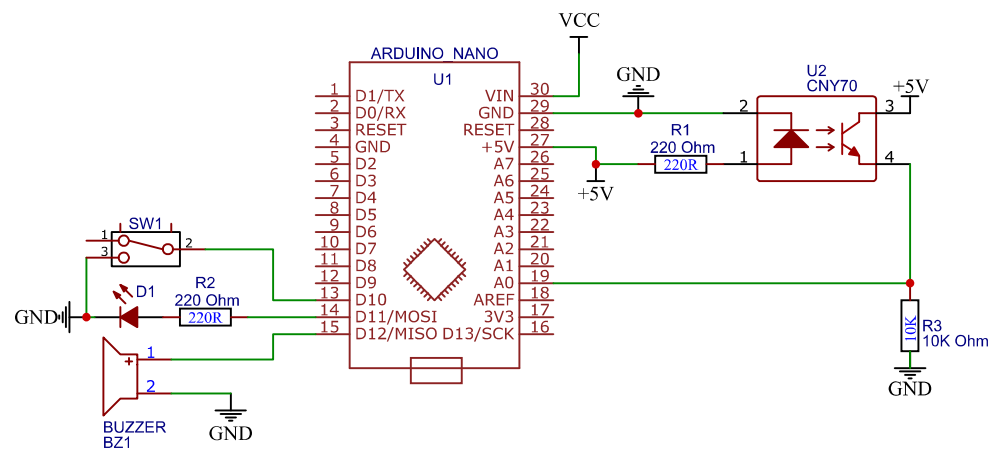 VCC
ARDUINO_NANO
U1
1 D1/TX VIN 30
2 D0/RX GND 29
3 RESET RESET 28
4 GND +5V 27
5 D2 A7 26
6 D3 A6 25
7 D4 A5 24
8 D5 A4 23
9 D6 A3 22
10 D7 A2 21
11 D8 A1 20
12 D9 A0 19
13 D10 AREF 18
14 D11/MOSI 3V3 17
15 D12/MISO D13/SCK 16
GND
R1
220 Ohm
220R
+5V
U2
CNY70
2 3
1 4
+5V
SW1
1 2
3
D1
R2
220 Ohm
220R
GND
1
+
2
BUZZER
BZ1
GND
10K
R3
10K Ohm
GND